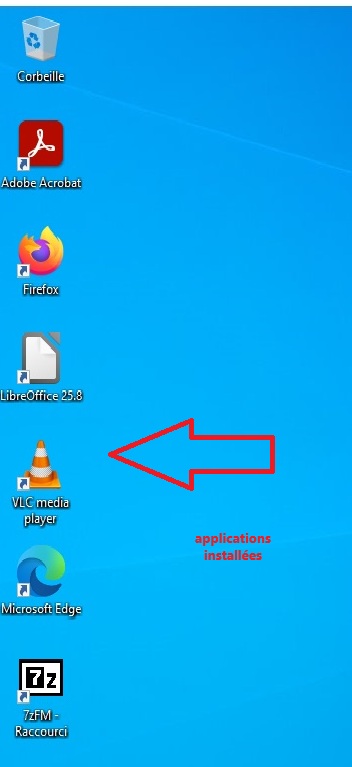 Corbeille
Adobe Acrobat
Firefox
LibreOffice 25.8
VLC media
player
applications
installées
Microsoft Edge
7z
7zFM -
Raccourci